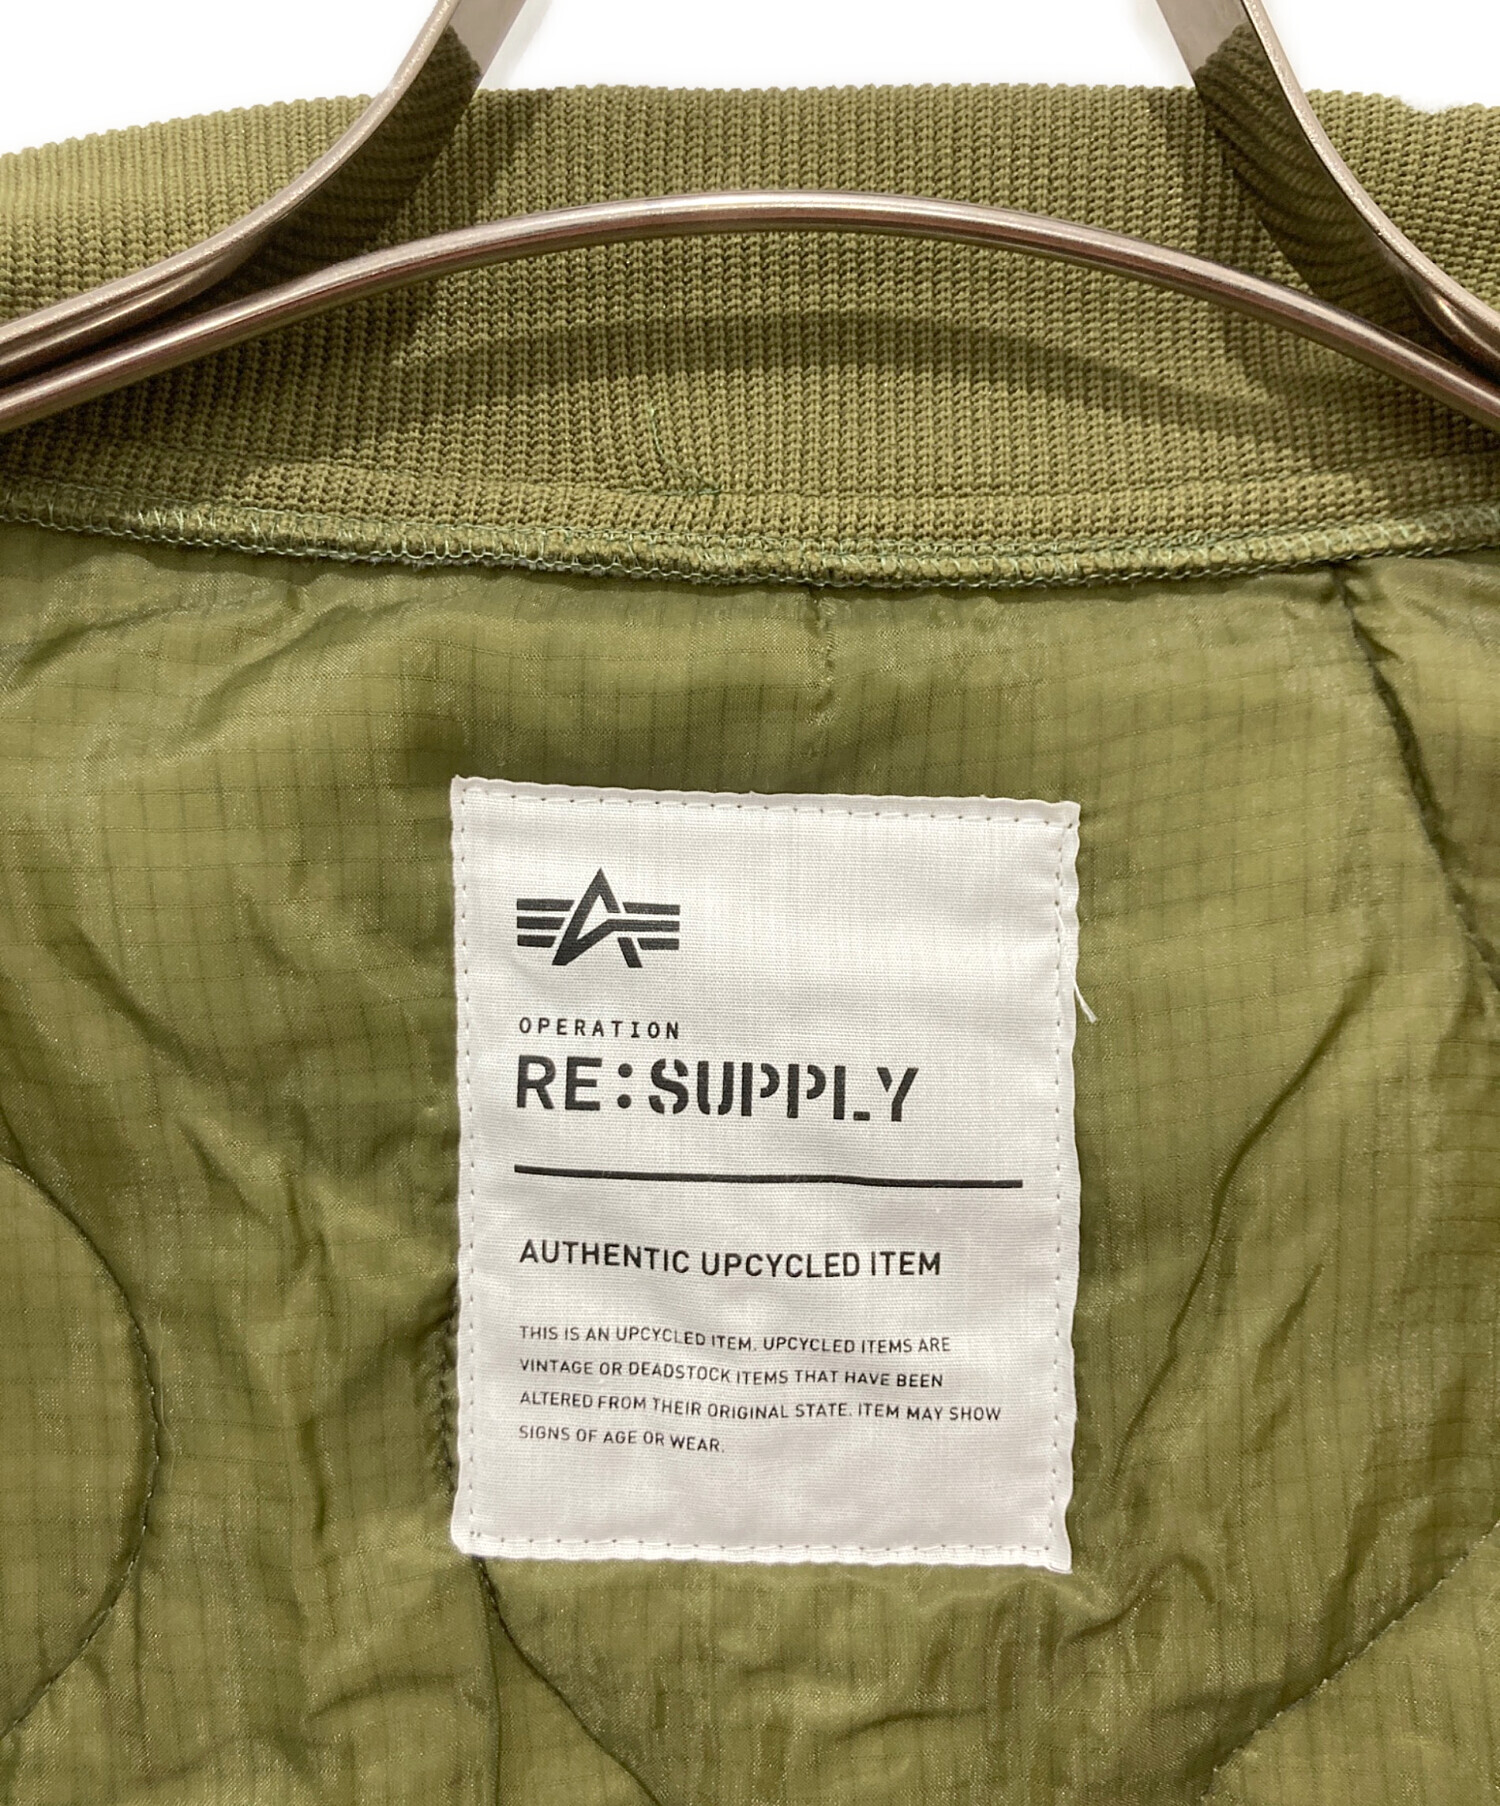 OPERATION
RE:SUPPLY
AUTHENTIC UPCYCLED ITEM
THIS IS AN UPCYCLED ITEM. UPCYCLED ITEMS ARE
VINTAGE OR DEADSTOCK ITEMS THAT HAVE BEEN
ALTERED FROM THEIR ORIGINAL STATE. ITEM MAY SHOW
SIGNS OF AGE OR WEAR.